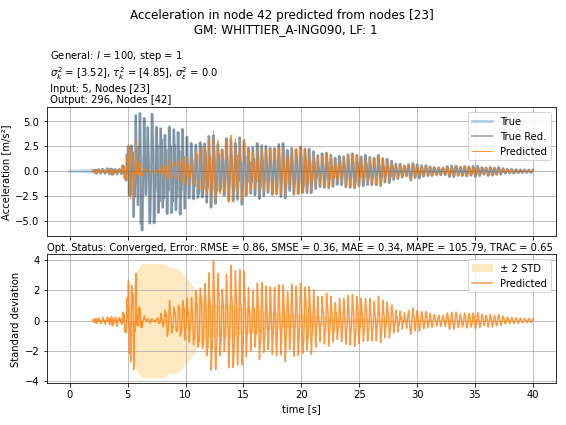 Acceleration in node 42 predicted from nodes [23]
GM: WHITTIER_A-ING090, LF: 1
General: l = 100, step = 1
σ²ₖ = [3.52], τ²ₖ = [4.85], σ²ε = 0.0
Input: 5, Nodes [23]
Output: 296, Nodes [42]
Acceleration [m/s²]
5.0
2.5
0.0
−2.5
−5.0
True
True Red.
Predicted
Opt. Status: Converged, Error: RMSE = 0.86, SMSE = 0.36, MAE = 0.34, MAPE = 105.79, TRAC = 0.65
Standard deviation
4
2
0
−2
−4
± 2 STD
Predicted
0 5 10 15 20 25 30 35 40
time [s]